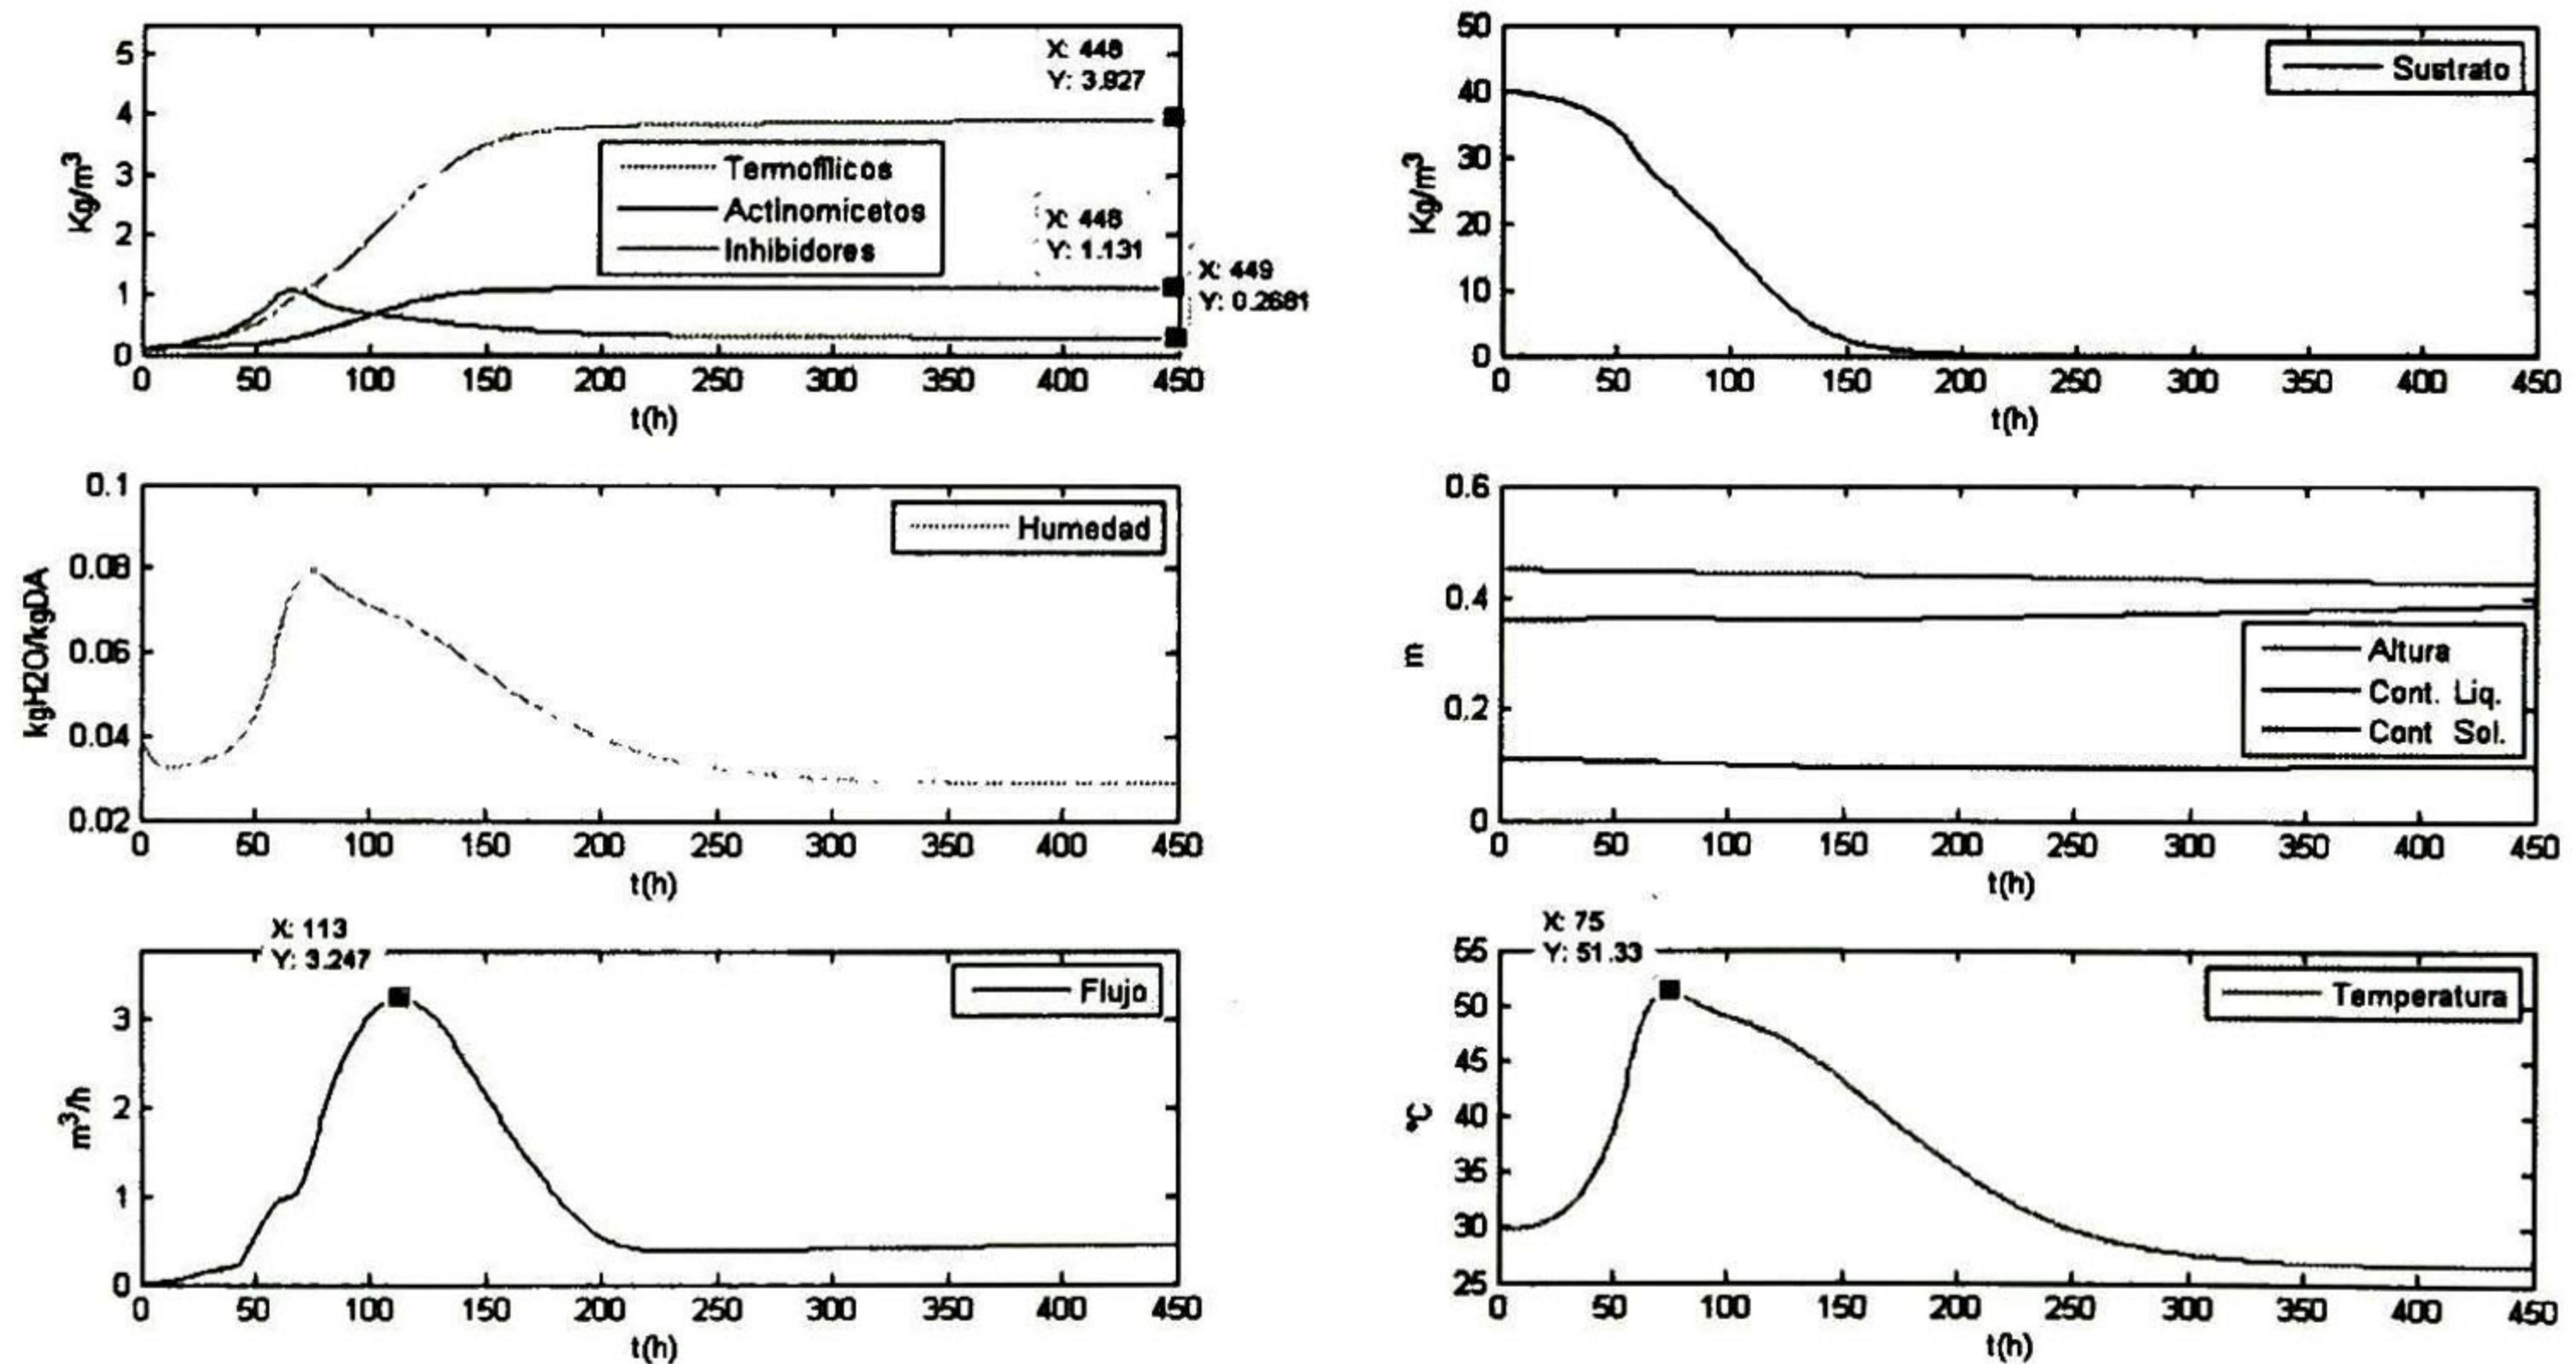 X: 448
Y: 3.927
Kg/m³
5
4
3
2
1
0
Termofílicos
Actinomicetos
Inhibidores
X: 448
Y: 1.131
X: 449
Y: 0.2681
0 50 100 150 200 250 300 350 400 450
t(h)
Kg/m³
50
40
30
20
10
0
Sustrato
0 50 100 150 200 250 300 350 400 450
t(h)
kgH2O/kgDA
0.1
0.08
0.06
0.04
0.02
Humedad
0 50 100 150 200 250 300 350 400 450
t(h)
m
0.6
0.4
0.2
0
Altura
Cont. Liq.
Cont Sol.
0 50 100 150 200 250 300 350 400 450
t(h)
X: 113
Y: 3.247
m³/h
3
2
1
0
Flujo
0 50 100 150 200 250 300 350 400 450
t(h)
X: 75
Y: 51.33
ºC
55
50
45
40
35
30
25
Temperatura
0 50 100 150 200 250 300 350 400 450
t(h)